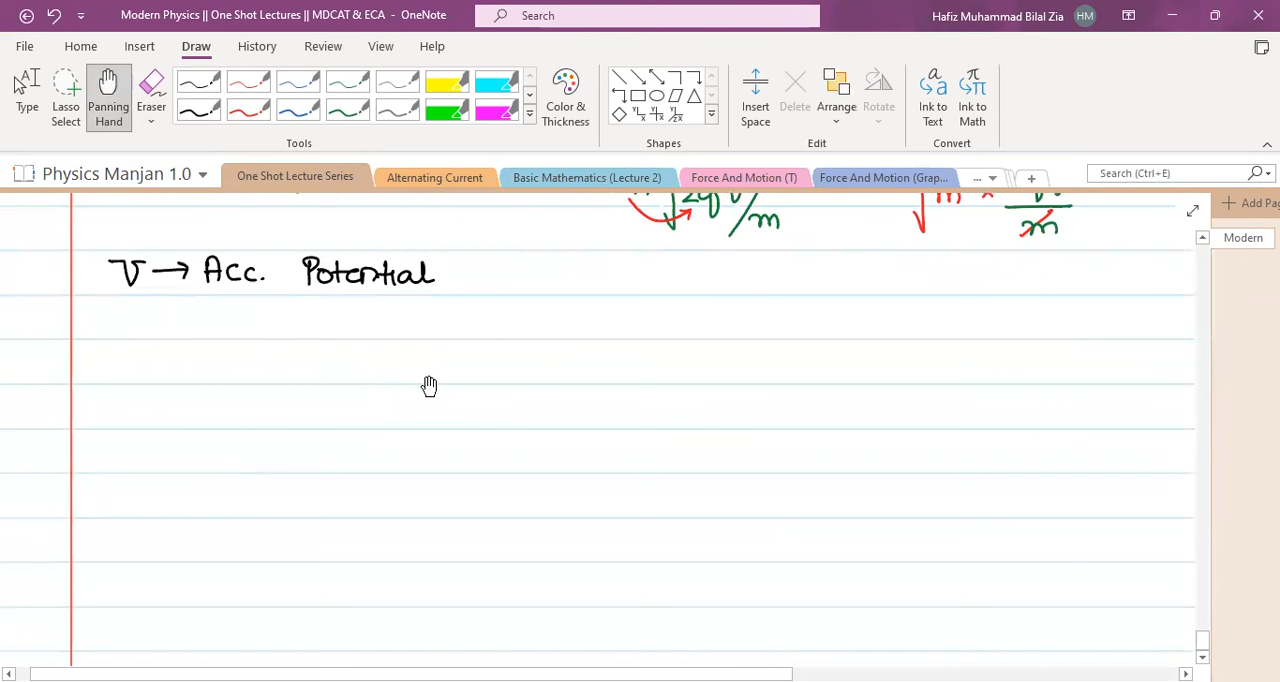 Modern Physics || One Shot Lectures || MDCAT & ECA - OneNote
Search
Hafiz Muhammad Bilal Zia
HM
File Home Insert Draw History Review View Help
Type
Lasso Select
Panning Hand
Eraser
Color & Thickness
Insert Space
Delete
Arrange
Rotate
Ink to Text
Ink to Math
Tools
Shapes
Edit
Convert
Physics Manjan 1.0
One Shot Lecture Series
Alternating Current
Basic Mathematics (Lecture 2)
Force And Motion (T)
Force And Motion (Grap...
...
Search (Ctrl+E)
Add Pag
Modern
m
m
m
V → Acc. Potential